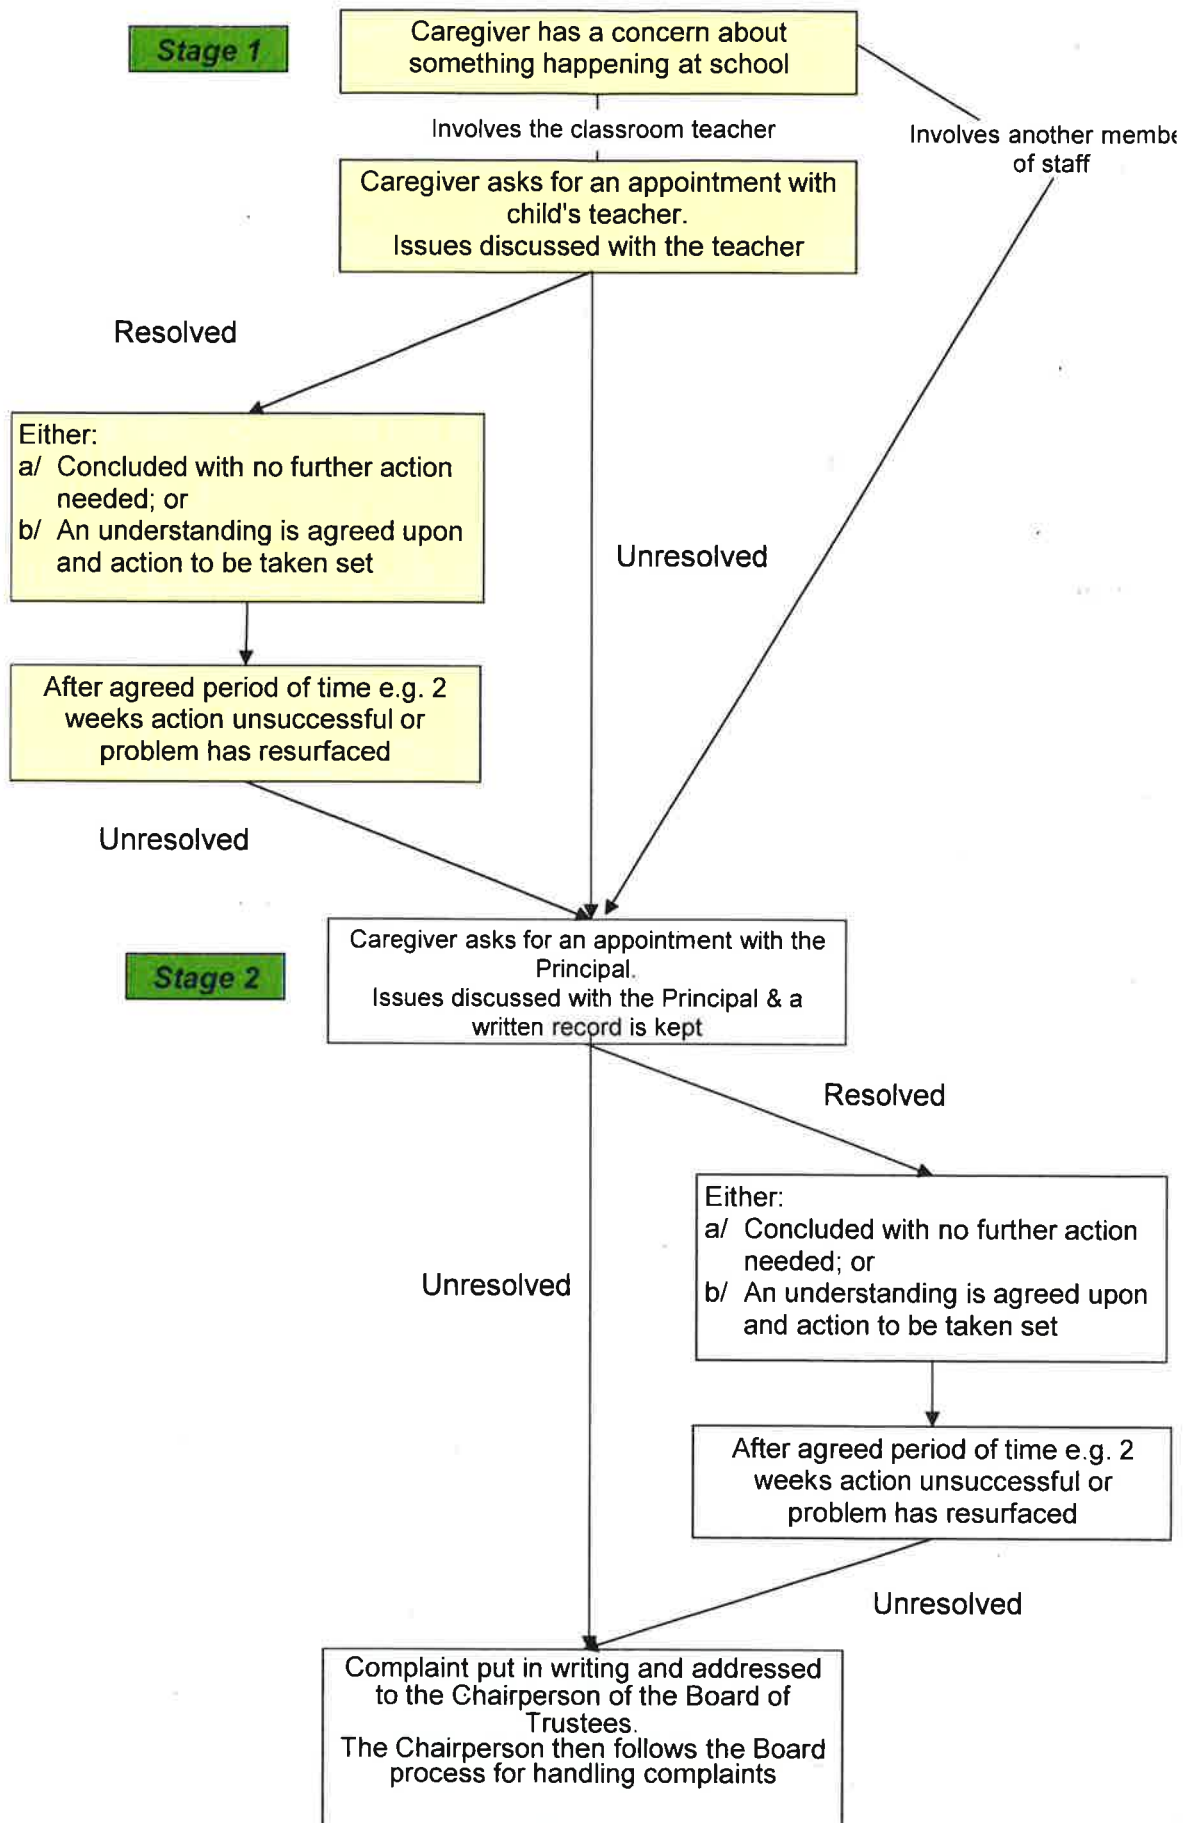 Stage 1
Caregiver has a concern about
something happening at school
Involves the classroom teacher
Involves another membe
of staff
Caregiver asks for an appointment with
child's teacher.
Issues discussed with the teacher
Resolved
Either:
a/ Concluded with no further action
needed; or
b/ An understanding is agreed upon
and action to be taken set
Unresolved
After agreed period of time e.g. 2
weeks action unsuccessful or
problem has resurfaced
Unresolved
Stage 2
Caregiver asks for an appointment with the
Principal.
Issues discussed with the Principal & a
written record is kept
Resolved
Either:
a/ Concluded with no further action
needed; or
b/ An understanding is agreed upon
and action to be taken set
Unresolved
After agreed period of time e.g. 2
weeks action unsuccessful or
problem has resurfaced
Unresolved
Complaint put in writing and addressed
to the Chairperson of the Board of
Trustees.
The Chairperson then follows the Board
process for handling complaints